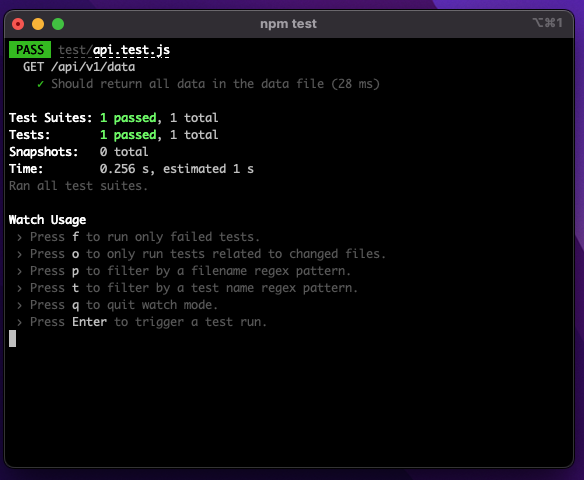 npm test
⌥⌘1
PASS test/api.test.js
GET /api/v1/data
✓ Should return all data in the data file (28 ms)
Test Suites: 1 passed, 1 total
Tests: 1 passed, 1 total
Snapshots: 0 total
Time: 0.256 s, estimated 1 s
Ran all test suites.
Watch Usage
› Press f to run only failed tests.
› Press o to only run tests related to changed files.
› Press p to filter by a filename regex pattern.
› Press t to filter by a test name regex pattern.
› Press q to quit watch mode.
› Press Enter to trigger a test run.